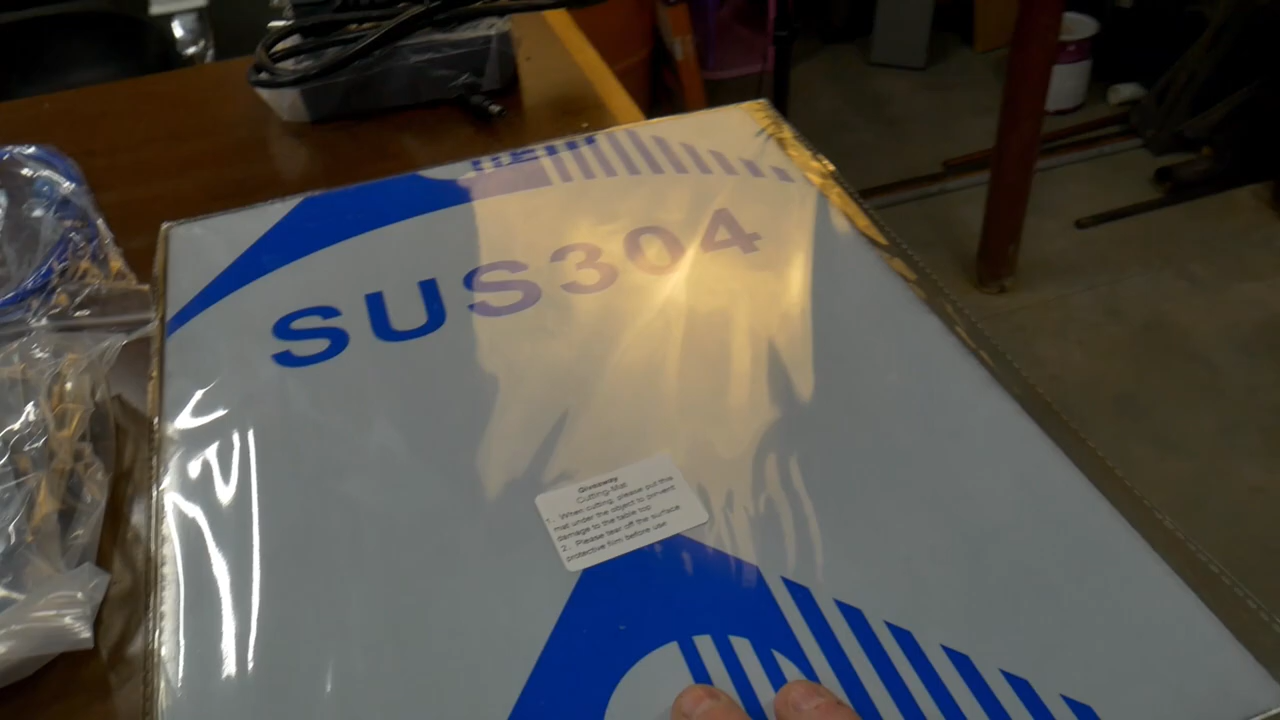 SUS304
Giveaway
Cutting-Mat
1. When cutting, please put this
mat under the object to prevent
damage to the table top
2. Please tear off the surface
protective film before use